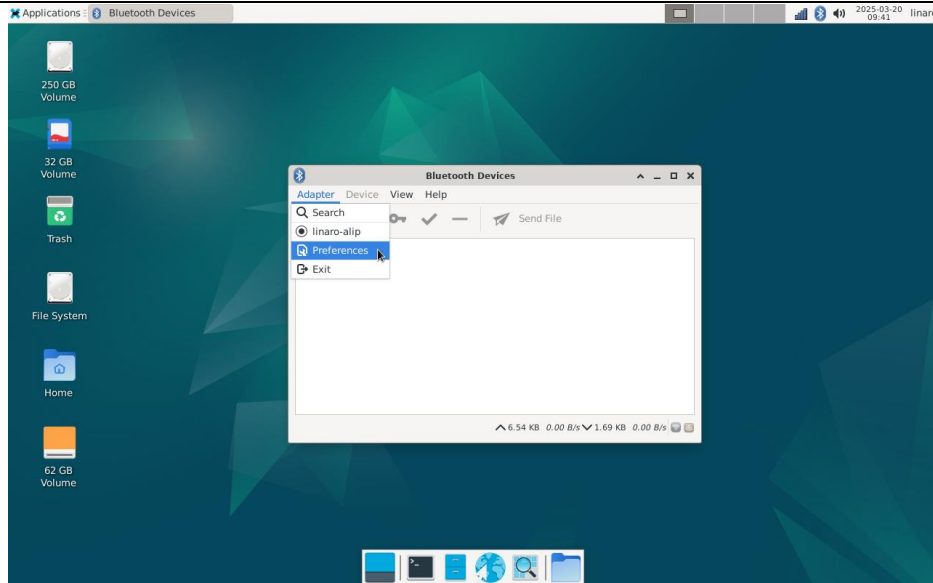 Applications
Bluetooth Devices
2025-03-20
09:41
linar
250 GB
Volume
32 GB
Volume
Trash
File System
Home
62 GB
Volume
Bluetooth Devices
Adapter Device View Help
Search
linaro-alip
Preferences
Exit
Send File
6.54 KB 0.00 B/s 1.69 KB 0.00 B/s